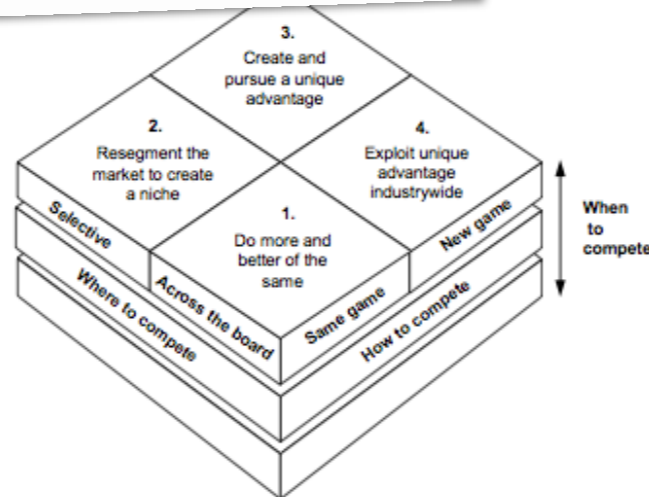 3.
Create and
pursue a unique
advantage
2.
Resegment the
market to create
a niche
4.
Exploit unique
advantage
industrywide
1.
Do more and
better of the
same
Selective
Across the board
Same game
New game
Where to compete
How to compete
When
to
compete